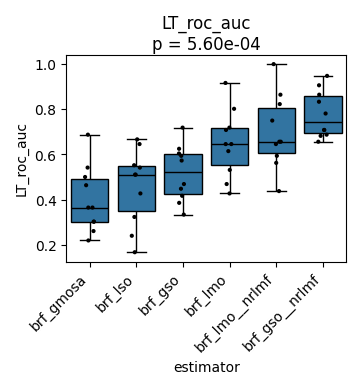 LT_roc_auc
p = 5.60e-04
LT_roc_auc
1.0
0.8
0.6
0.4
0.2
brf_gmosa
brf_lso
brf_gso
brf_lmo
brf_lmo__nrlmf
brf_gso__nrlmf
estimator